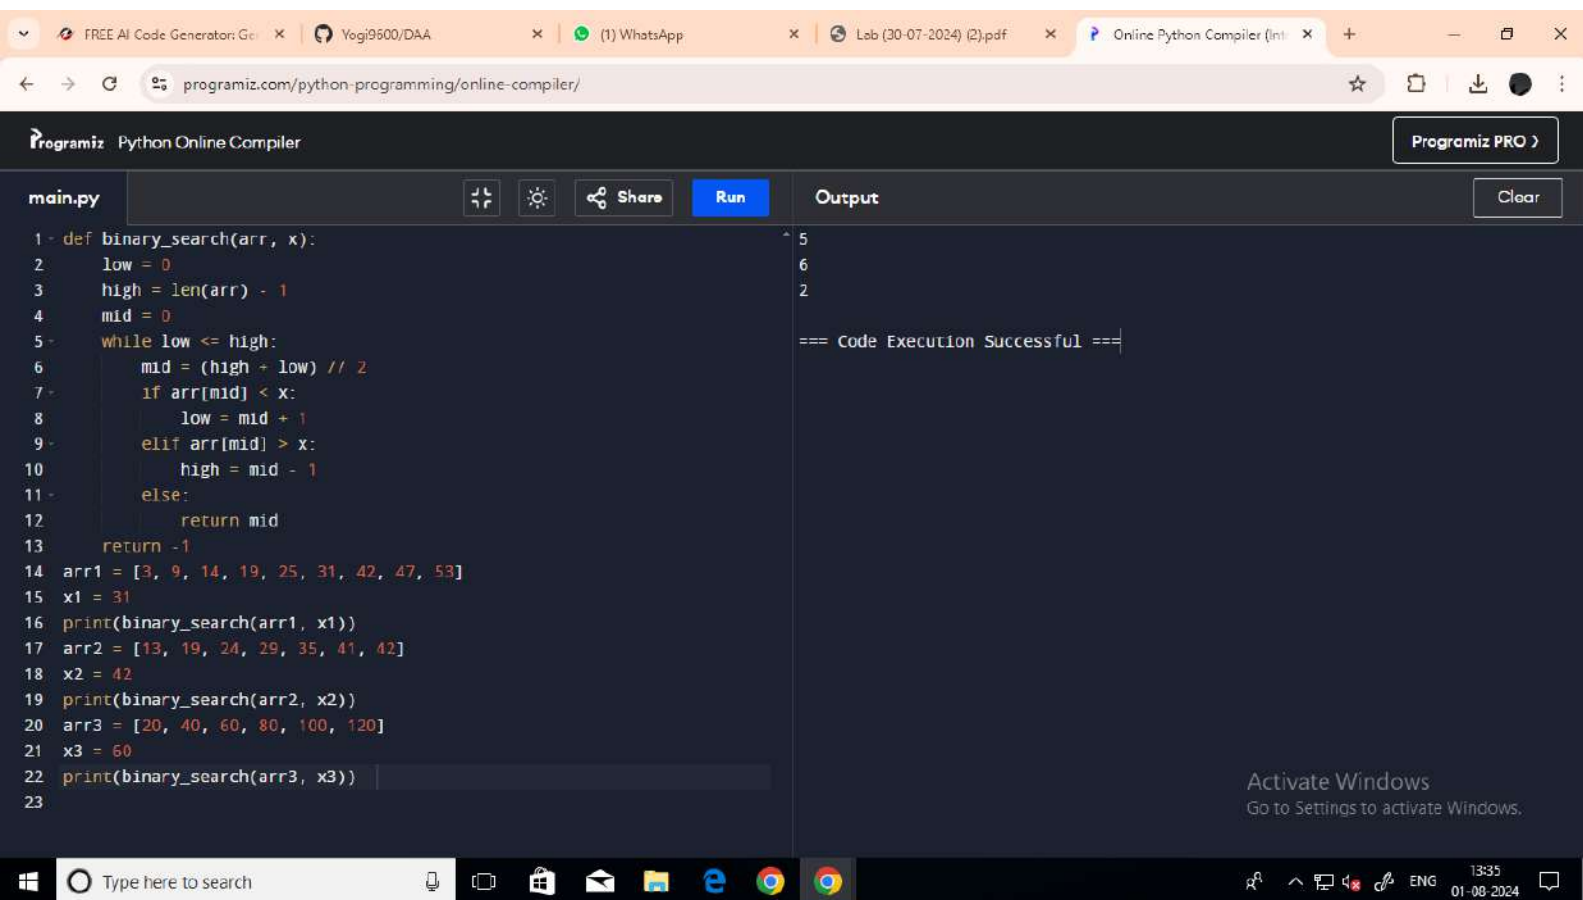 FREE AI Code Generator: Ge
Yogi9600/DAA
(1) WhatsApp
Lab (30-07-2024) (2).pdf
Online Python Compiler (Int
programiz.com/python-programming/online-compiler/
Programiz Python Online Compiler
Programiz PRO
main.py
Share
Run
Output
Clear
1 def binary_search(arr, x):
2     low = 0
3     high = len(arr) - 1
4     mid = 0
5     while low <= high:
6         mid = (high + low) // 2
7         if arr[mid] < x:
8             low = mid + 1
9         elif arr[mid] > x:
10             high = mid - 1
11         else:
12             return mid
13     return -1
14 arr1 = [3, 9, 14, 19, 25, 31, 42, 47, 53]
15 x1 = 31
16 print(binary_search(arr1, x1))
17 arr2 = [13, 19, 24, 29, 35, 41, 42]
18 x2 = 42
19 print(binary_search(arr2, x2))
20 arr3 = [20, 40, 60, 80, 100, 120]
21 x3 = 60
22 print(binary_search(arr3, x3))
23
5
6
2
=== Code Execution Successful ===
Activate Windows
Go to Settings to activate Windows.
Type here to search
ENG
13:35
01-08-2024